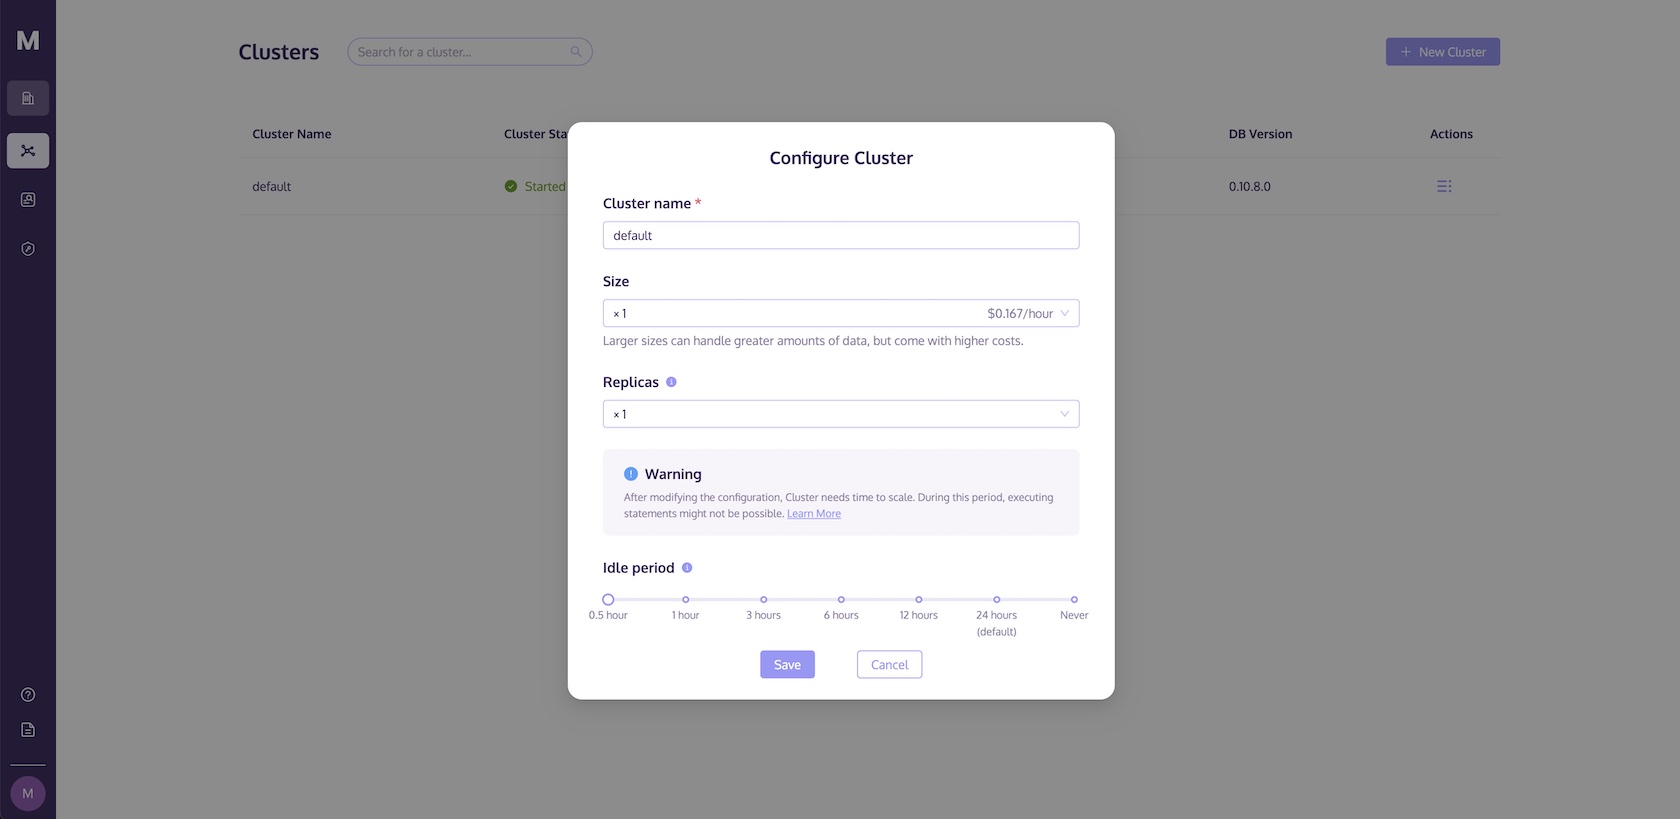 M
Clusters
Search for a cluster...
+ New Cluster
Cluster Name
Cluster Sta
DB Version
Actions
default
Started
0.10.8.0
Configure Cluster
Cluster name *
default
Size
× 1
$0.167/hour
Larger sizes can handle greater amounts of data, but come with higher costs.
Replicas
× 1
Warning
After modifying the configuration, Cluster needs time to scale. During this period, executing
statements might not be possible. Learn More
Idle period
0.5 hour
1 hour
3 hours
6 hours
12 hours
24 hours
(default)
Never
Save
Cancel
M